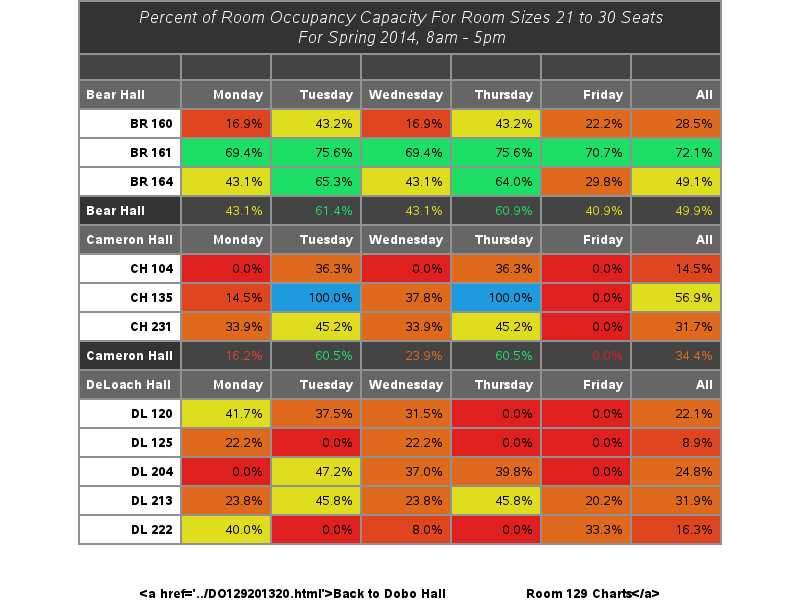 Percent of Room Occupancy Capacity For Room Sizes 21 to 30 Seats
For Spring 2014, 8am - 5pm
Bear Hall Monday Tuesday Wednesday Thursday Friday All
BR 160 16.9% 43.2% 16.9% 43.2% 22.2% 28.5%
BR 161 69.4% 75.6% 69.4% 75.6% 70.7% 72.1%
BR 164 43.1% 65.3% 43.1% 64.0% 29.8% 49.1%
Bear Hall 43.1% 61.4% 43.1% 60.9% 40.9% 49.9%
Cameron Hall Monday Tuesday Wednesday Thursday Friday All
CH 104 0.0% 36.3% 0.0% 36.3% 0.0% 14.5%
CH 135 14.5% 100.0% 37.8% 100.0% 0.0% 56.9%
CH 231 33.9% 45.2% 33.9% 45.2% 0.0% 31.7%
Cameron Hall 16.2% 60.5% 23.9% 60.5% 0.0% 34.4%
DeLoach Hall Monday Tuesday Wednesday Thursday Friday All
DL 120 41.7% 37.5% 31.5% 0.0% 0.0% 22.1%
DL 125 22.2% 0.0% 22.2% 0.0% 0.0% 8.9%
DL 204 0.0% 47.2% 37.0% 39.8% 0.0% 24.8%
DL 213 23.8% 45.8% 23.8% 45.8% 20.2% 31.9%
DL 222 40.0% 0.0% 8.0% 0.0% 33.3% 16.3%
<a href='../DO129201320.html'>Back to Dobo Hall Room 129 Charts</a>